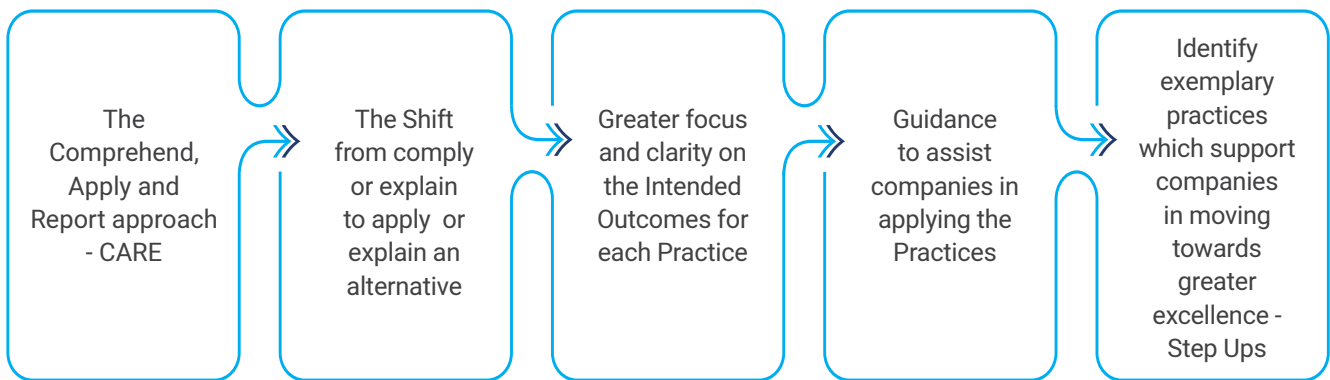 The
Comprehend,
Apply and
Report approach
- CARE
The Shift
from comply
or explain
to apply  or
explain an
alternative
Greater focus
and clarity on
the Intended
Outcomes for
each Practice
Guidance
to assist
companies in
applying the
Practices
Identify
exemplary
practices
which support
companies
in moving
towards
greater
excellence -
Step Ups